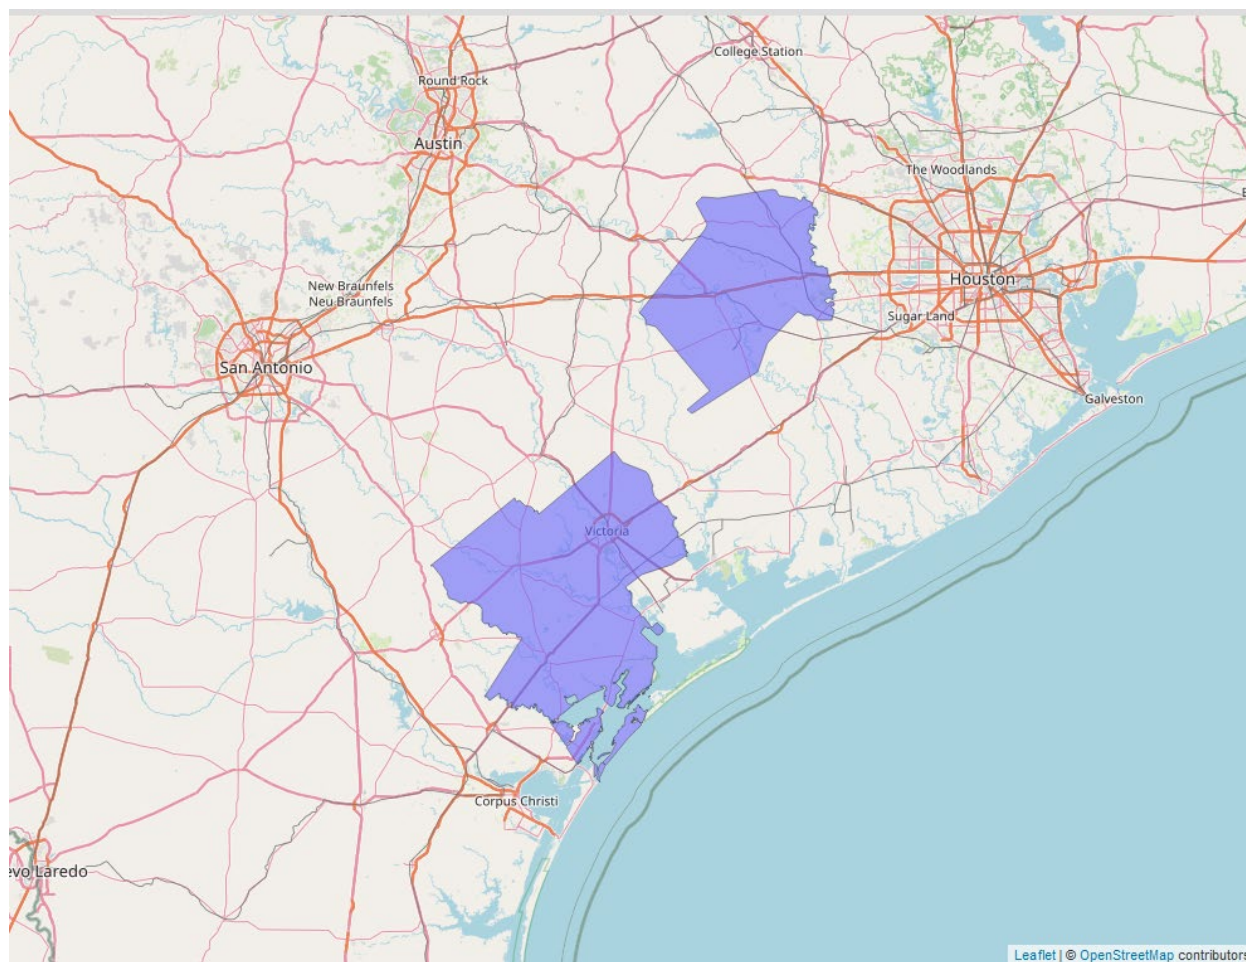 College Station
Round Rock
Austin
The Woodlands
Houston
New Braunfels
Neu Braunfels
Sugar Land
San Antonio
Galveston
Victoria
Corpus Christi
evo Laredo
Leaflet | © OpenStreetMap contributors